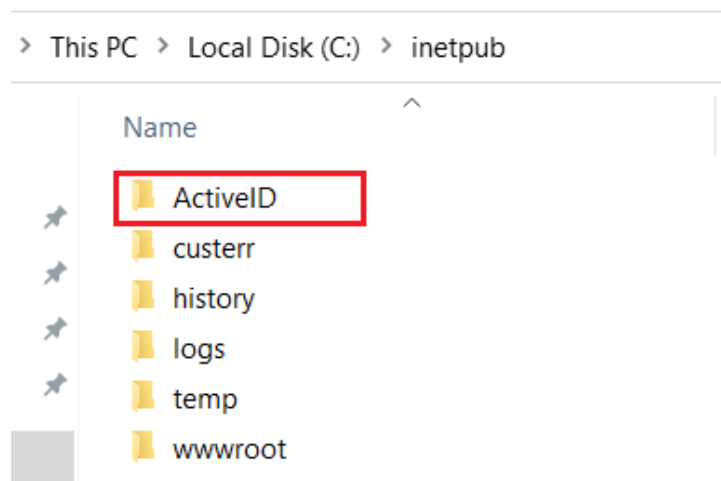 > This PC > Local Disk (C:) > inetpub
Name
ActiveID
custerr
history
logs
temp
wwwroot